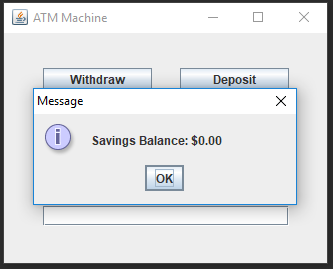 ATM Machine
Withdraw Deposit
Message
Savings Balance: $0.00
OK